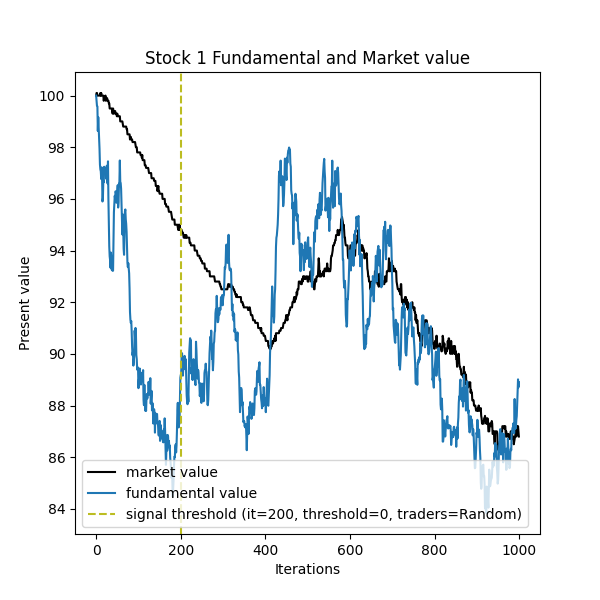 Stock 1 Fundamental and Market value
100
98
96
94
92
90
88
86
84
Present value
market value
fundamental value
signal threshold (it=200, threshold=0, traders=Random)
0
200
400
600
800
1000
Iterations